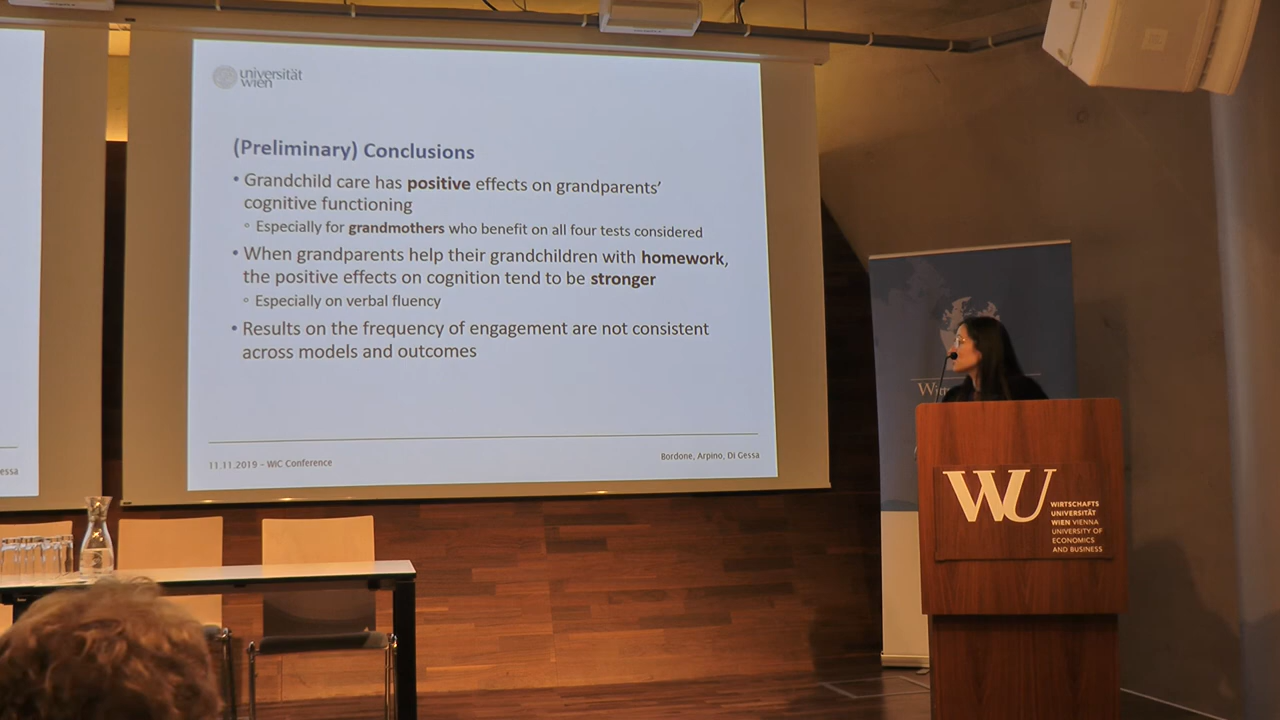 universität
wien
(Preliminary) Conclusions
• Grandchild care has positive effects on grandparents’
cognitive functioning
◦ Especially for grandmothers who benefit on all four tests considered
• When grandparents help their grandchildren with homework,
the positive effects on cognition tend to be stronger
◦ Especially on verbal fluency
• Results on the frequency of engagement are not consistent
across models and outcomes
11.11.2019 – WIC Conference
Bordone, Arpino, Di Gessa
essa
WU
WIRTSCHAFTS
UNIVERSITÄT
WIEN VIENNA
UNIVERSITY OF
ECONOMICS
AND BUSINESS